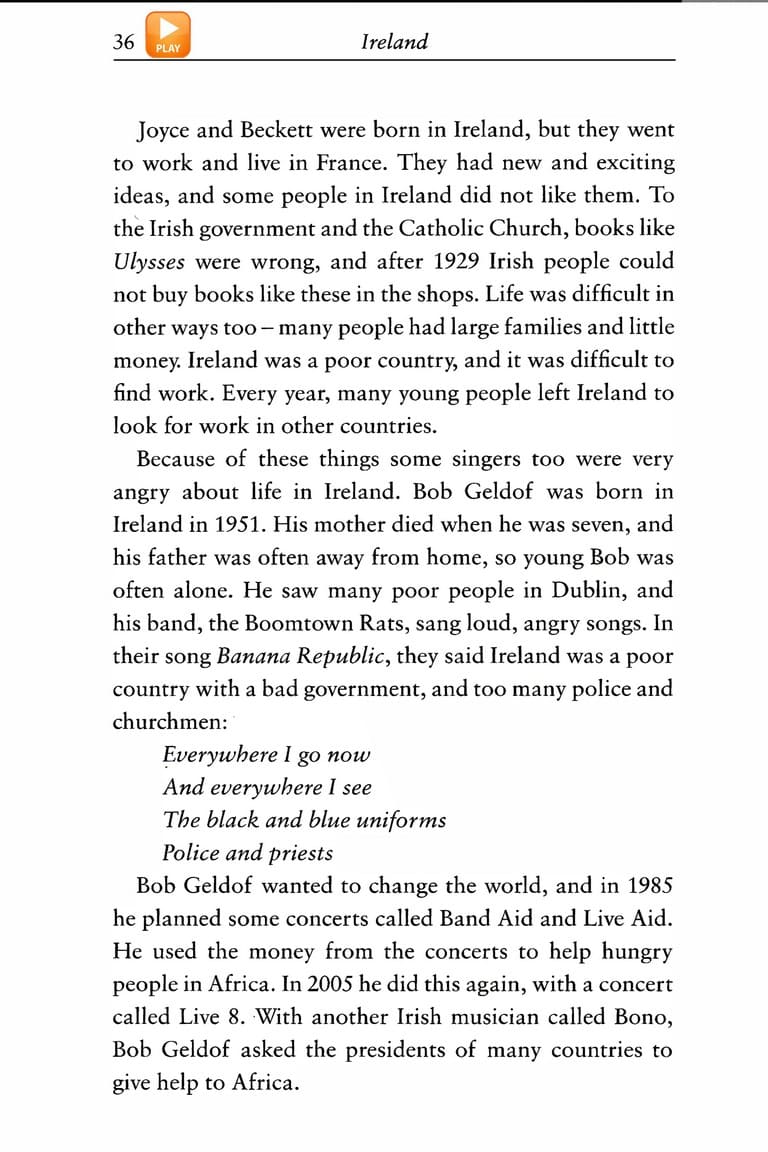 36 PLAY Ireland
Joyce and Beckett were born in Ireland, but they went
to work and live in France. They had new and exciting
ideas, and some people in Ireland did not like them. To
the Irish government and the Catholic Church, books like
Ulysses were wrong, and after 1929 Irish people could
not buy books like these in the shops. Life was difficult in
other ways too – many people had large families and little
money. Ireland was a poor country, and it was difficult to
find work. Every year, many young people left Ireland to
look for work in other countries.
Because of these things some singers too were very
angry about life in Ireland. Bob Geldof was born in
Ireland in 1951. His mother died when he was seven, and
his father was often away from home, so young Bob was
often alone. He saw many poor people in Dublin, and
his band, the Boomtown Rats, sang loud, angry songs. In
their song Banana Republic, they said Ireland was a poor
country with a bad government, and too many police and
churchmen:
Everywhere I go now
And everywhere I see
The black and blue uniforms
Police and priests
Bob Geldof wanted to change the world, and in 1985
he planned some concerts called Band Aid and Live Aid.
He used the money from the concerts to help hungry
people in Africa. In 2005 he did this again, with a concert
called Live 8. With another Irish musician called Bono,
Bob Geldof asked the presidents of many countries to
give help to Africa.